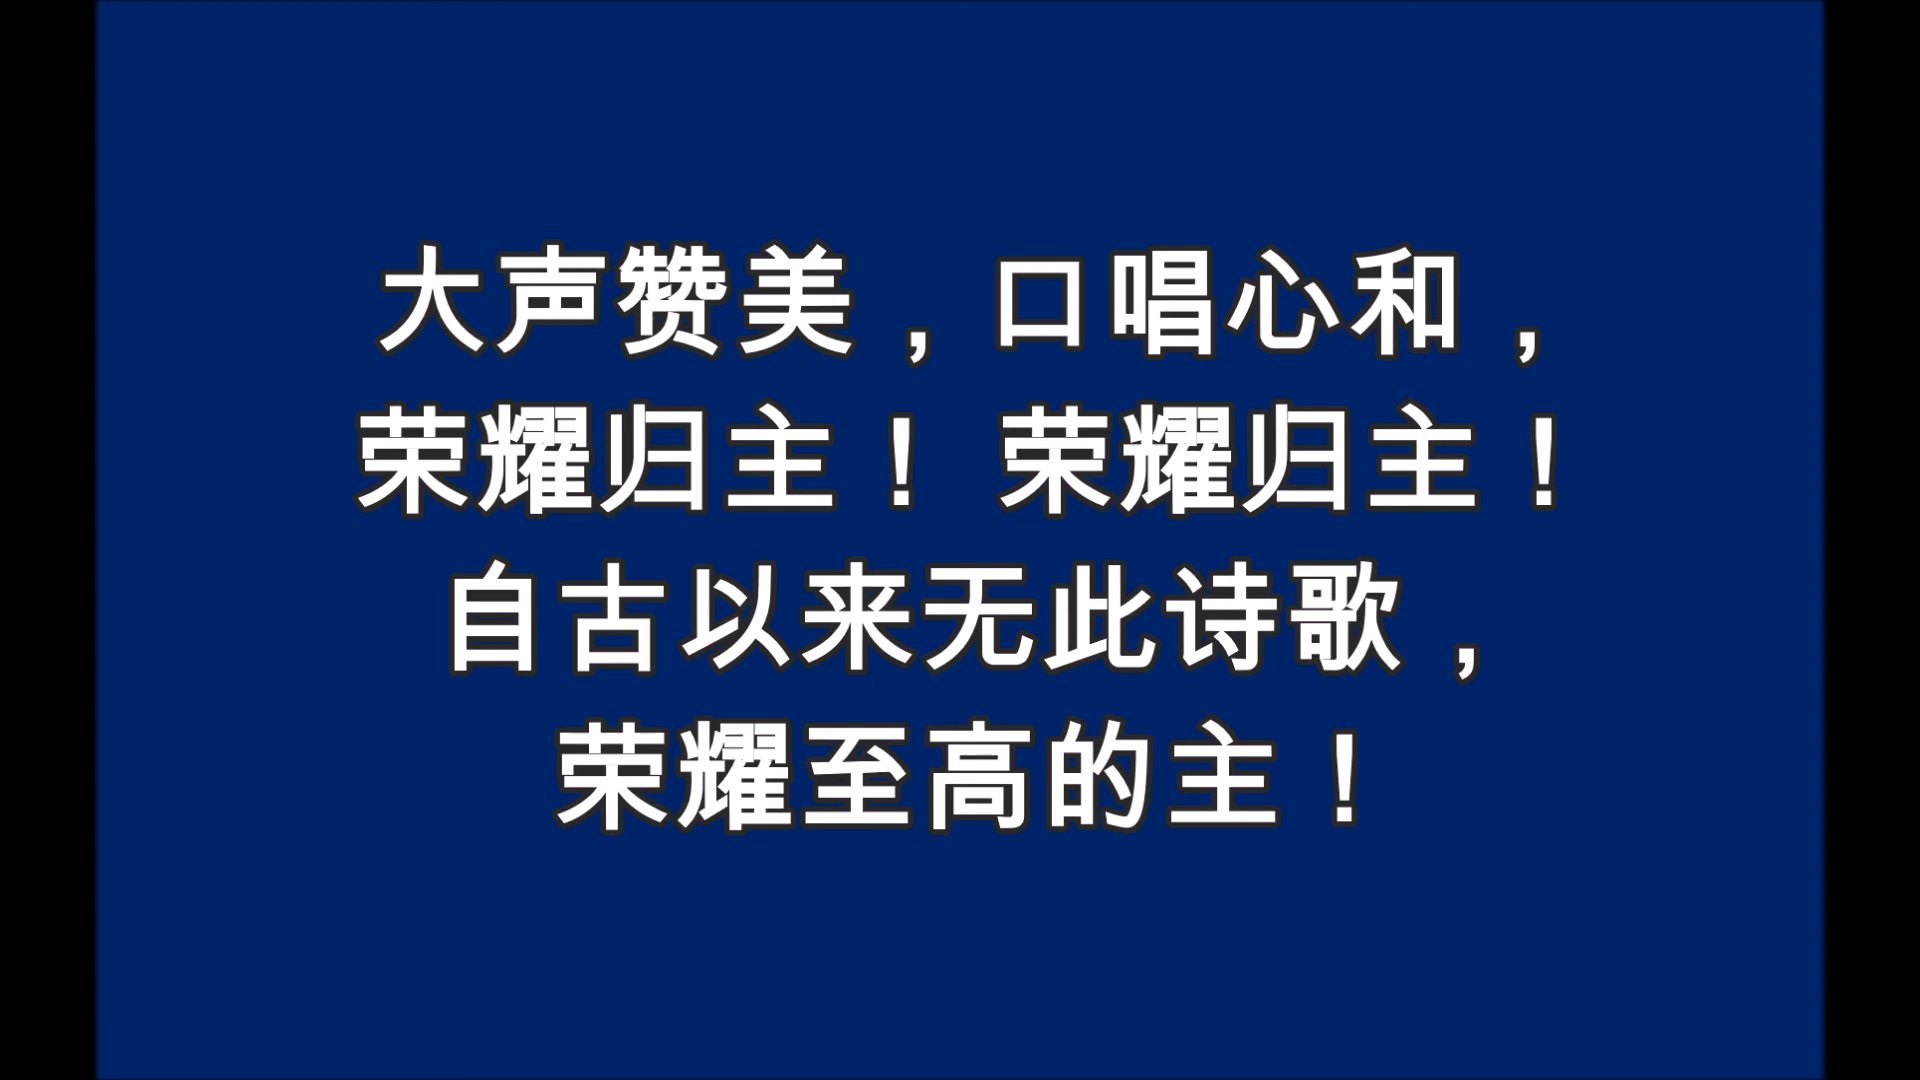 大声赞美，口唱心和，
荣耀归主！ 荣耀归主！
自古以来无此诗歌，
荣耀至高的主！